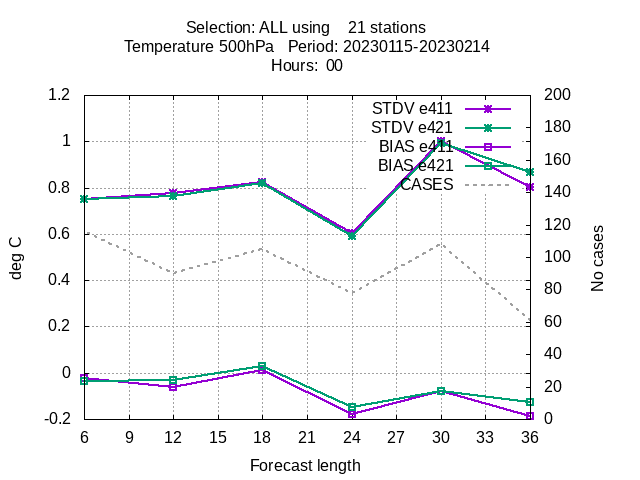 Selection: ALL using    21 stations
Temperature 500hPa   Period: 20230115-20230214
Hours:  00
1.2
1
0.8
0.6
0.4
0.2
0
-0.2
deg C
STDV e411
STDV e421
BIAS e411
BIAS e421
CASES
200
180
160
140
120
100
80
60
40
20
0
No cases
6 9 12 15 18 21 24 27 30 33 36
Forecast length